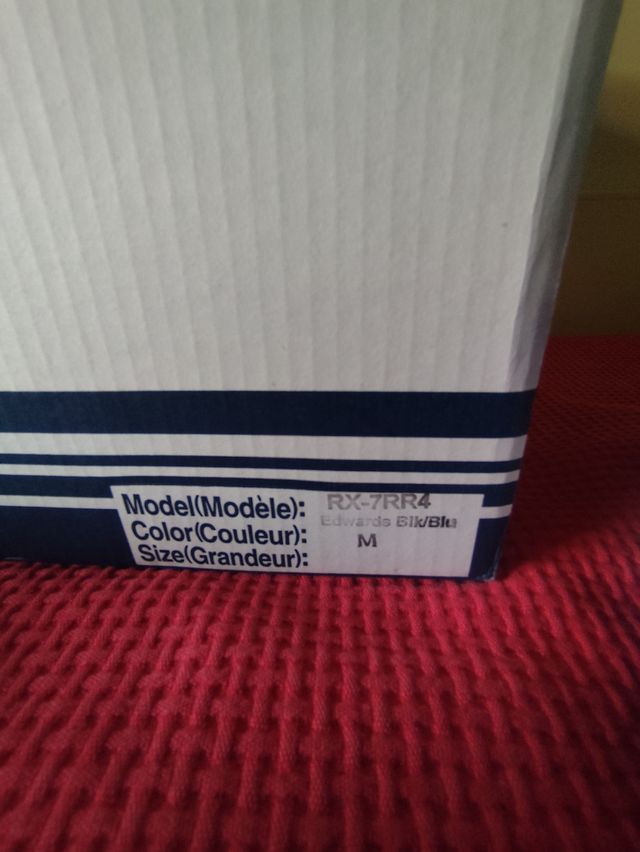 Model(Modèle): RX-7RR4
Color(Couleur): Edwards Blk/Blu
Size(Grandeur): M